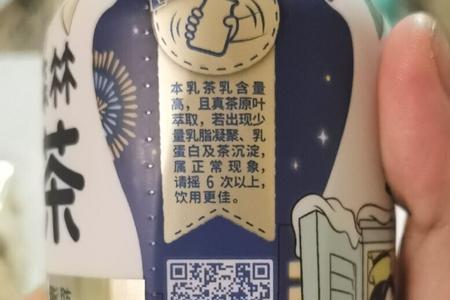 本乳茶乳含量
高，且真茶原叶
萃取，若出现少
量乳脂凝聚、乳
蛋白及茶沉淀，
属正常现象，
请摇6次以上，
饮用更佳。
茶